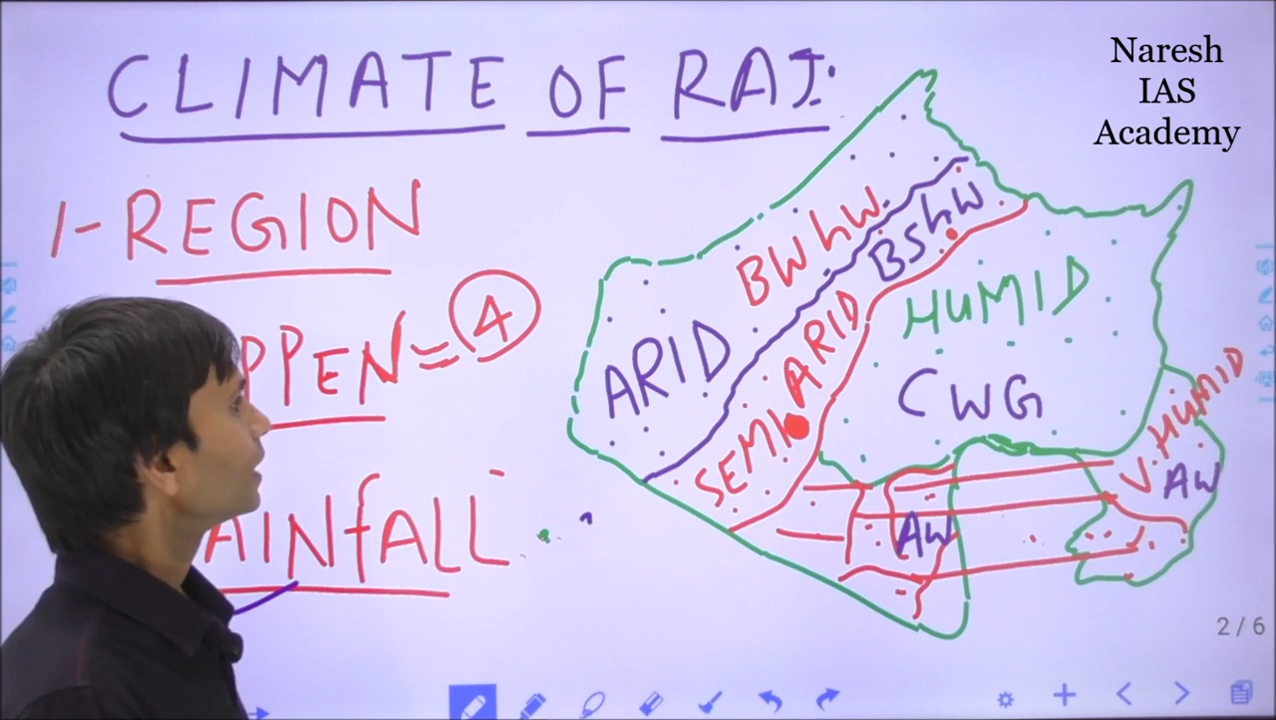 CLIMATE OF RAJ.
Naresh
IAS
Academy
1-REGION
PPEN=4
AINfALL
BWhw
BShW
ARID
SEMI ARID
HUMID
CWG
V. HUMID
AW
AW
2/6